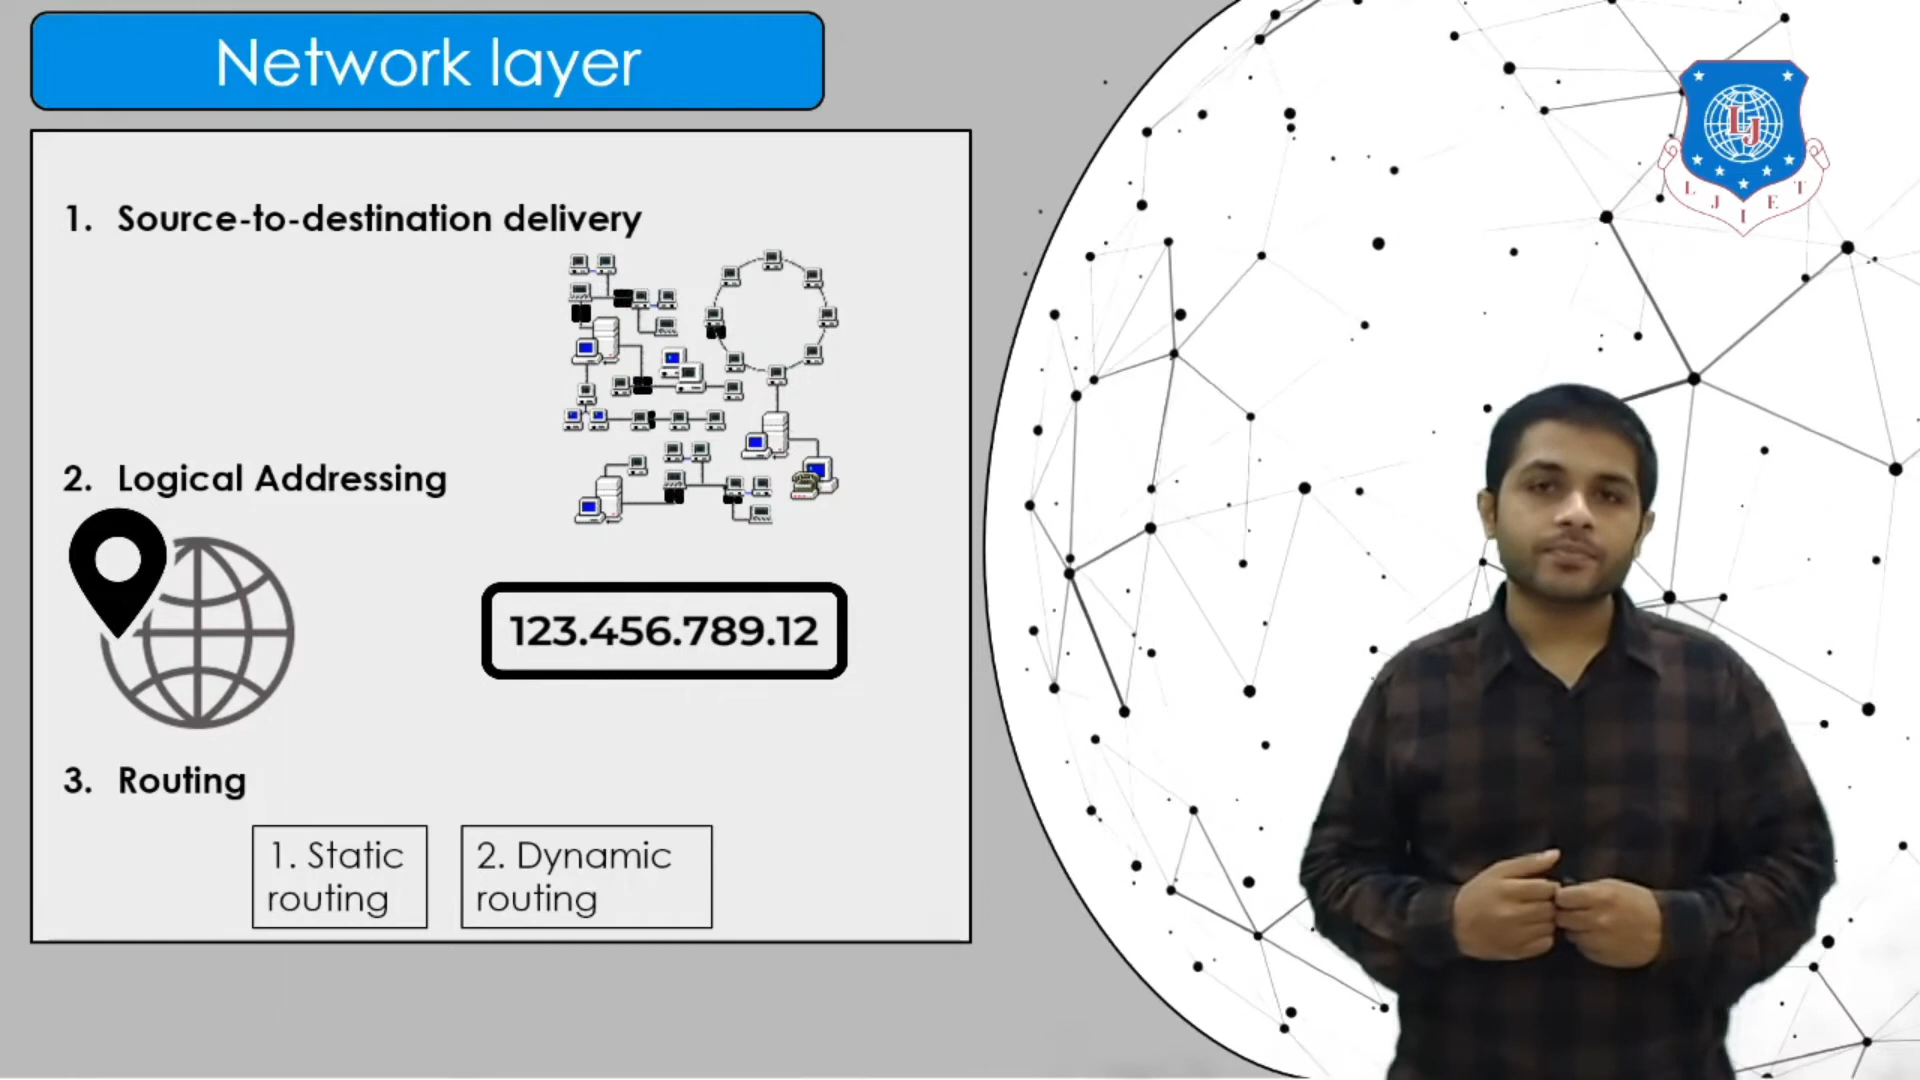 Network layer
1. Source-to-destination delivery
2. Logical Addressing
123.456.789.12
3. Routing
1. Static
routing
2. Dynamic
routing
LJ
L J I E T